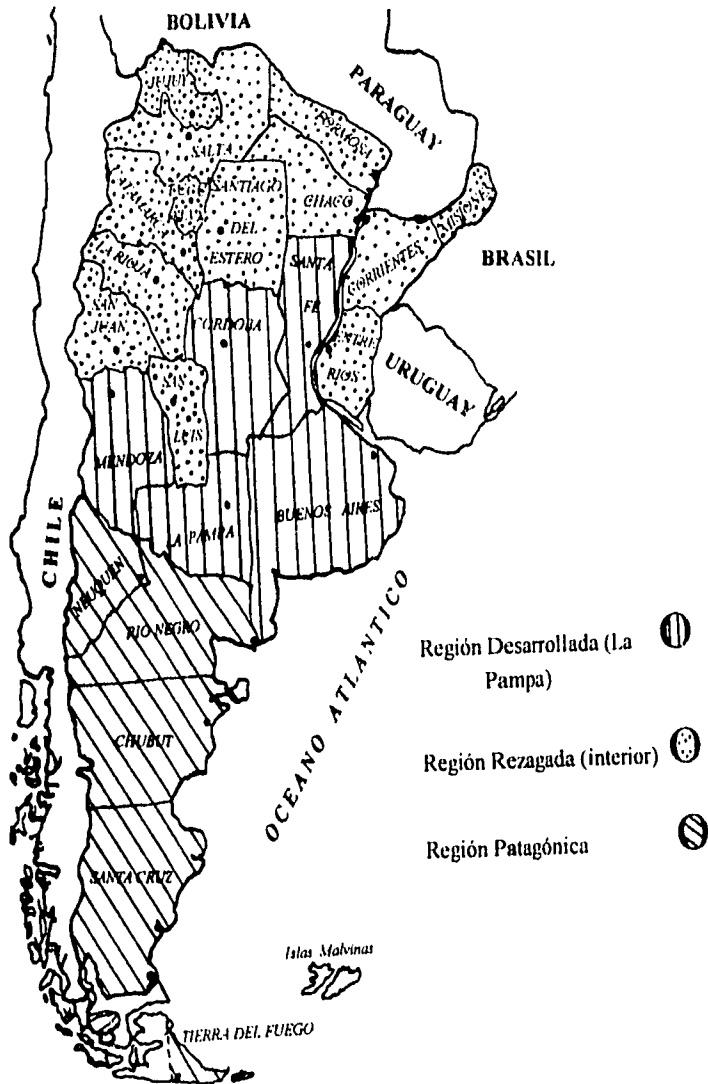 BOLIVIA
PARAGUAY
JUJUY
FORMOSA
SALTA
CATAMARCA
SANTIAGO
DEL
ESTERO
CHACO
MISIONES
BRASIL
CORRIENTES
LA RIOJA
SANTA
FE
SAN
JUAN
CORDOBA
ENTRE
RIOS
URUGUAY
SAN
LUIS
MENDOZA
BUENOS AIRES
LA PAMPA
CHILE
NEUQUEN
RIO NEGRO
OCEANO ATLANTICO
Región Desarrollada (La
Pampa)
Región Rezagada (interior)
Región Patagónica
CHUBUT
SANTA CRUZ
Islas Malvinas
TIERRA DEL FUEGO